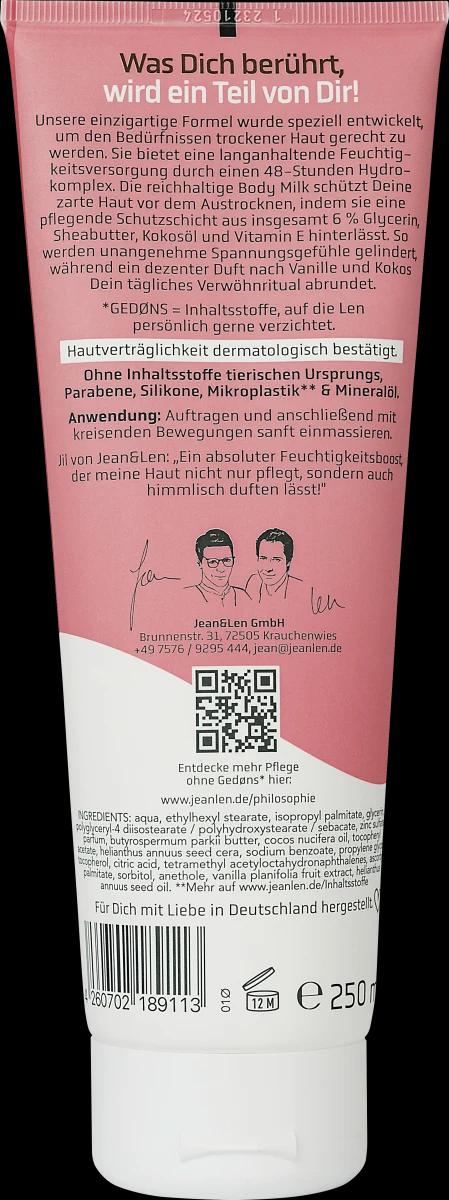 1 23210524
Was Dich berührt,
wird ein Teil von Dir!
Unsere einzigartige Formel wurde speziell entwickelt,
um den Bedürfnissen trockener Haut gerecht zu
werden. Sie bietet eine langanhaltende Feuchtig-
keitsversorgung durch einen 48-Stunden Hydro-
komplex. Die reichhaltige Body Milk schützt Deine
zarte Haut vor dem Austrocknen, indem sie eine
pflegende Schutzschicht aus insgesamt 6 % Glycerin,
Sheabutter, Kokosöl und Vitamin E hinterlässt. So
werden unangenehme Spannungsgefühle gelindert,
während ein dezenter Duft nach Vanille und Kokos
Dein tägliches Verwöhnritual abrundet.
*GEDØNS = Inhaltsstoffe, auf die Len
persönlich gerne verzichtet.
Hautverträglichkeit dermatologisch bestätigt.
Ohne Inhaltsstoffe tierischen Ursprungs,
Parabene, Silikone, Mikroplastik** & Mineralöl.
Anwendung: Auftragen und anschließend mit
kreisenden Bewegungen sanft einmassieren.
Jil von Jean&Len: „Ein absoluter Feuchtigkeitsboost,
der meine Haut nicht nur pflegt, sondern auch
himmlisch duften lässt!"
Jean Len
Jean&Len GmbH
Brunnenstr. 31, 72505 Krauchenwies
+49 7576 / 9295 444, jean@jeanlen.de
Entdecke mehr Pflege
ohne Gedøns* hier:
www.jeanlen.de/philosophie
INGREDIENTS: aqua, ethylhexyl stearate, isopropyl palmitate,
polyglyceryl-4 diisostearate / polyhydroxystearate / sebacate, zinc
parfum, butyrospermum parkii butter, cocos nucifera oil,
acetate, helianthus annuus seed cera, sodium benzoate, propylene
tocopherol, citric acid, tetramethyl acetyloctahydronaphthalenes,
palmitate, sorbitol, anethole, vanilla planifolia fruit extract, helianthus
annuus seed oil. **Mehr auf www.jeanlen.de/Inhaltsstoffe
Für Dich mit Liebe in Deutschland hergestellt.
4 260702 189113
01Ø
12 M
e 250 m